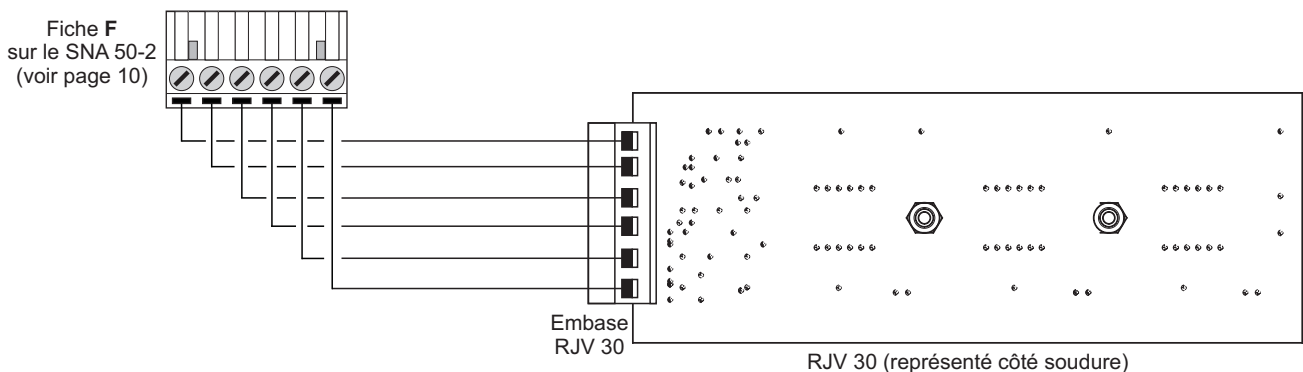 Fiche F
sur le SNA 50-2
(voir page 10)
Embase
RJV 30
RJV 30 (représenté côté soudure)